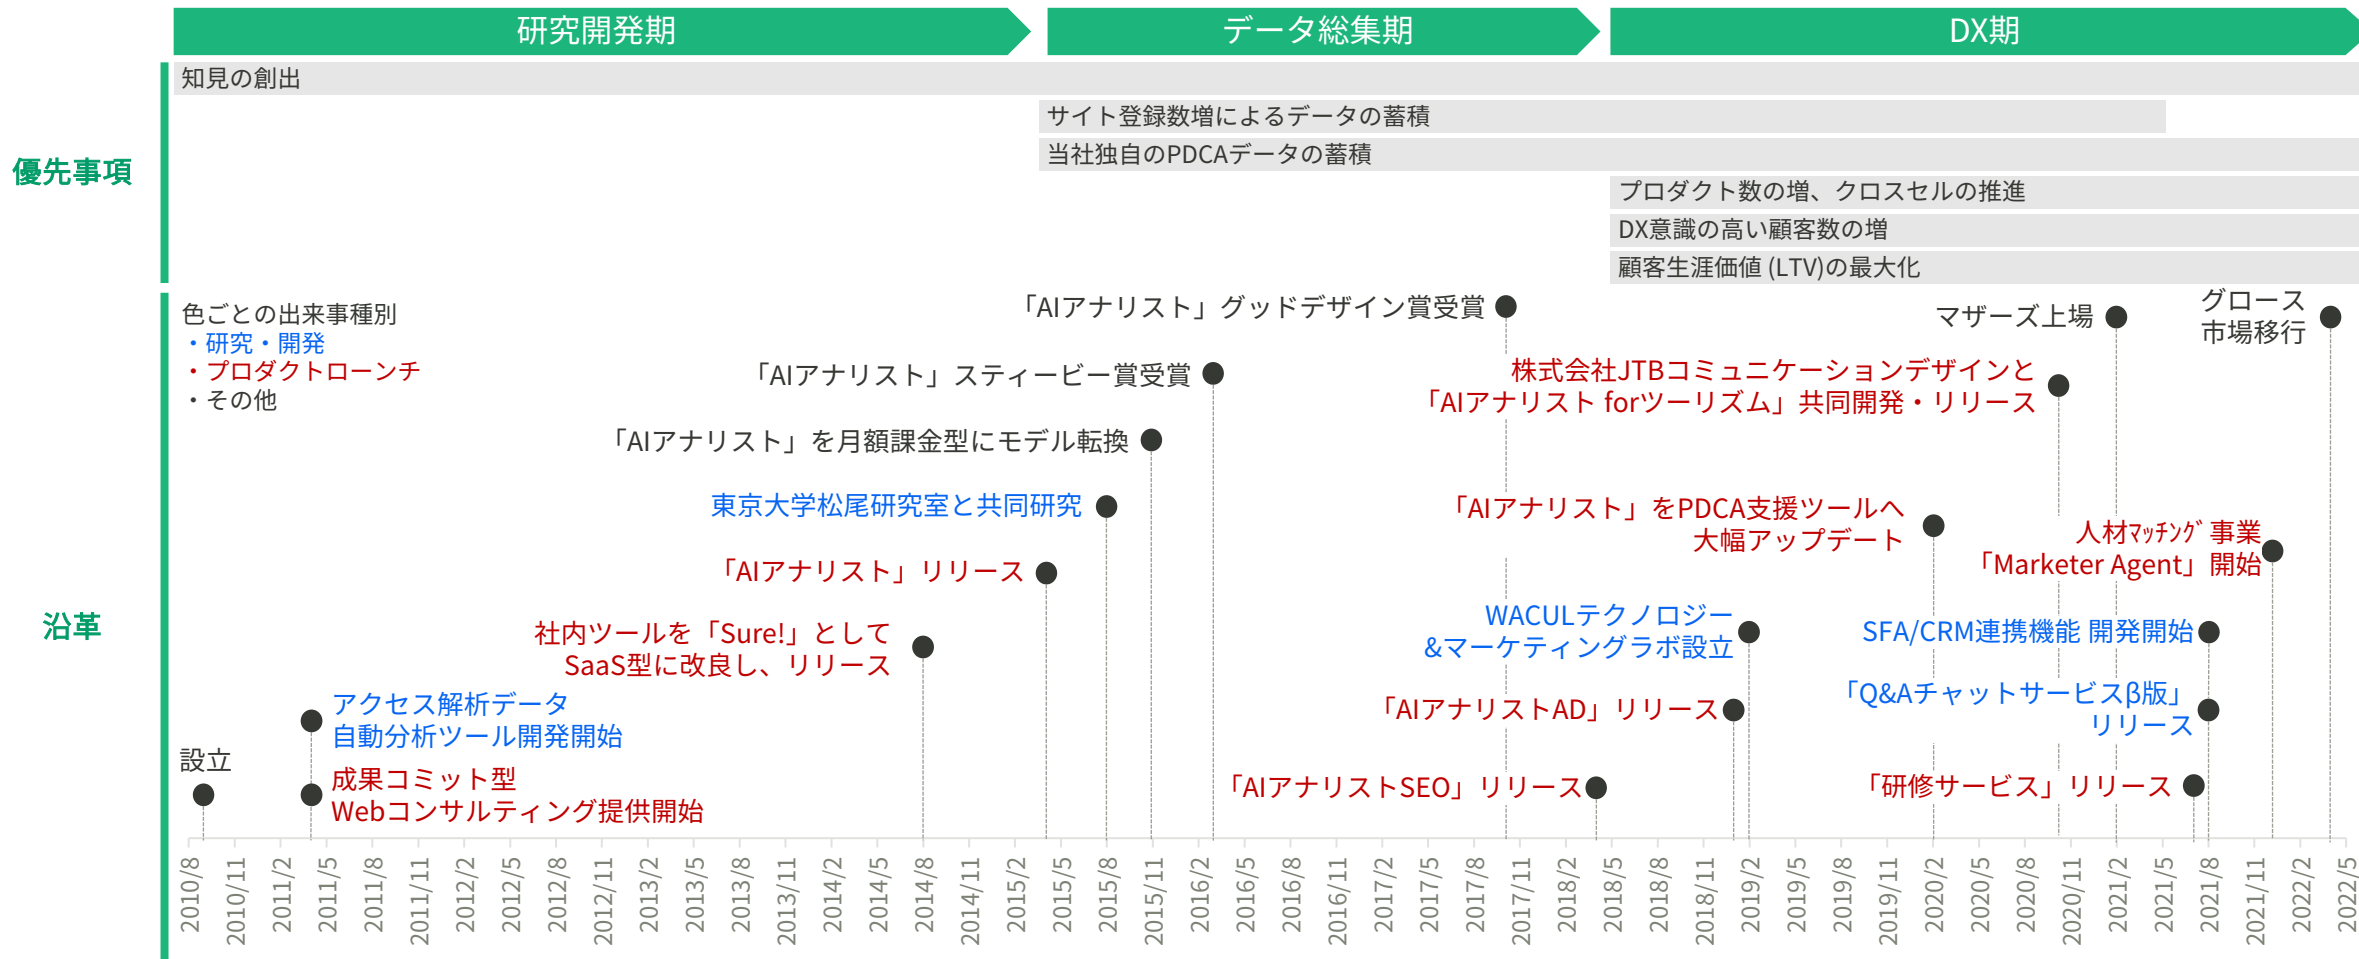 研究開発期
データ総集期
DX期
優先事項
知見の創出
サイト登録数増によるデータの蓄積
当社独自のPDCAデータの蓄積
プロダクト数の増、クロスセルの推進
DX意識の高い顧客数の増
顧客生涯価値 (LTV)の最大化
沿革
色ごとの出来事種別
・研究・開発
・プロダクトローンチ
・その他
「AIアナリスト」グッドデザイン賞受賞
マザーズ上場
グロース
市場移行
「AIアナリスト」スティービー賞受賞
株式会社JTBコミュニケーションデザインと
「AIアナリスト forツーリズム」共同開発・リリース
「AIアナリスト」を月額課金型にモデル転換
東京大学松尾研究室と共同研究
「AIアナリスト」をPDCA支援ツールへ
大幅アップデート
人材ﾏｯﾁﾝｸﾞ事業
「Marketer Agent」開始
「AIアナリスト」リリース
社内ツールを「Sure!」として
SaaS型に改良し、リリース
WACULテクノロジー
&マーケティングラボ設立
SFA/CRM連携機能 開発開始
アクセス解析データ
自動分析ツール開発開始
「AIアナリストAD」リリース
「Q&Aチャットサービスβ版」
リリース
設立
成果コミット型
Webコンサルティング提供開始
「AIアナリストSEO」リリース
「研修サービス」リリース
2010/8
2010/11
2011/2
2011/5
2011/8
2011/11
2012/2
2012/5
2012/8
2012/11
2013/2
2013/5
2013/8
2013/11
2014/2
2014/5
2014/8
2014/11
2015/2
2015/5
2015/8
2015/11
2016/2
2016/5
2016/8
2016/11
2017/2
2017/5
2017/8
2017/11
2018/2
2018/5
2018/8
2018/11
2019/2
2019/5
2019/8
2019/11
2020/2
2020/5
2020/8
2020/11
2021/2
2021/5
2021/8
2021/11
2022/2
2022/5